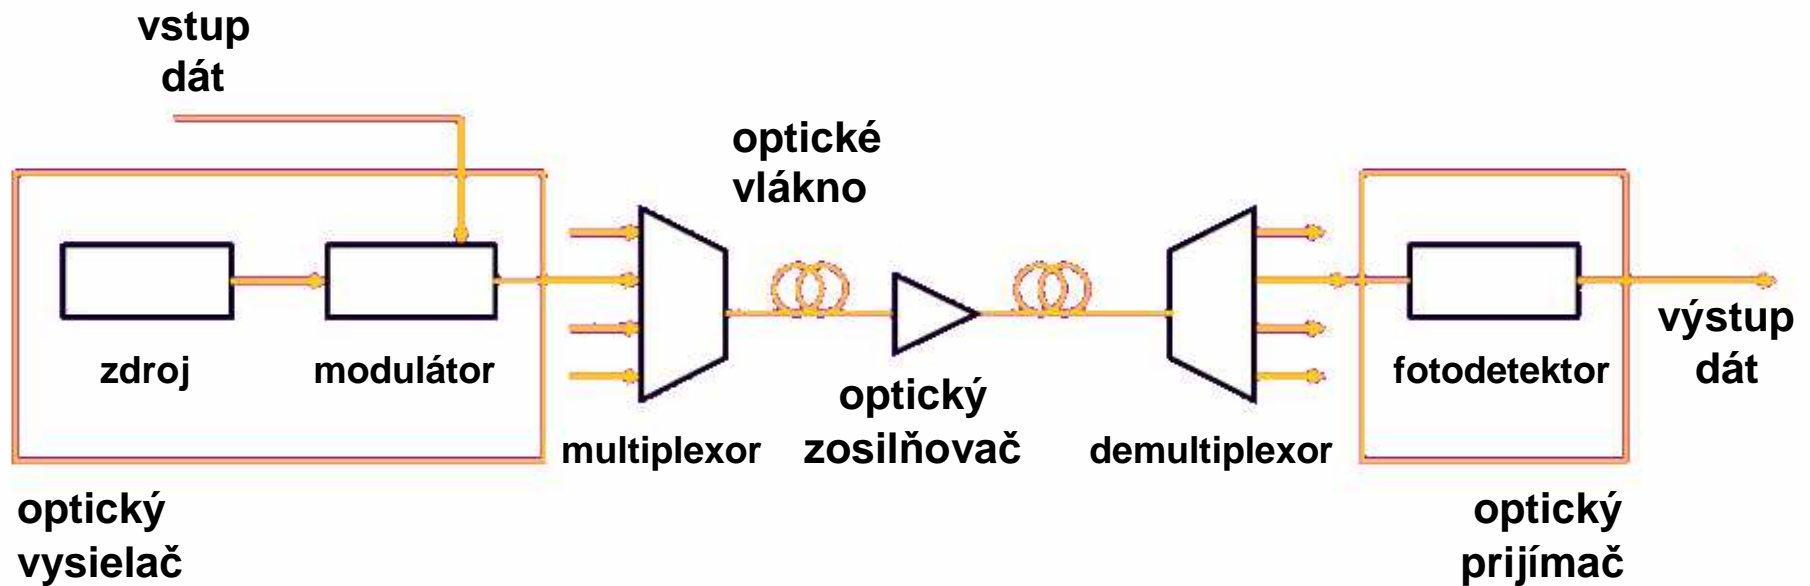 vstup
dát
optické
vlákno
zdroj
modulátor
multiplexor
optický
zosilňovač
demultiplexor
fotodetektor
výstup
dát
optický
vysielač
optický
prijímač